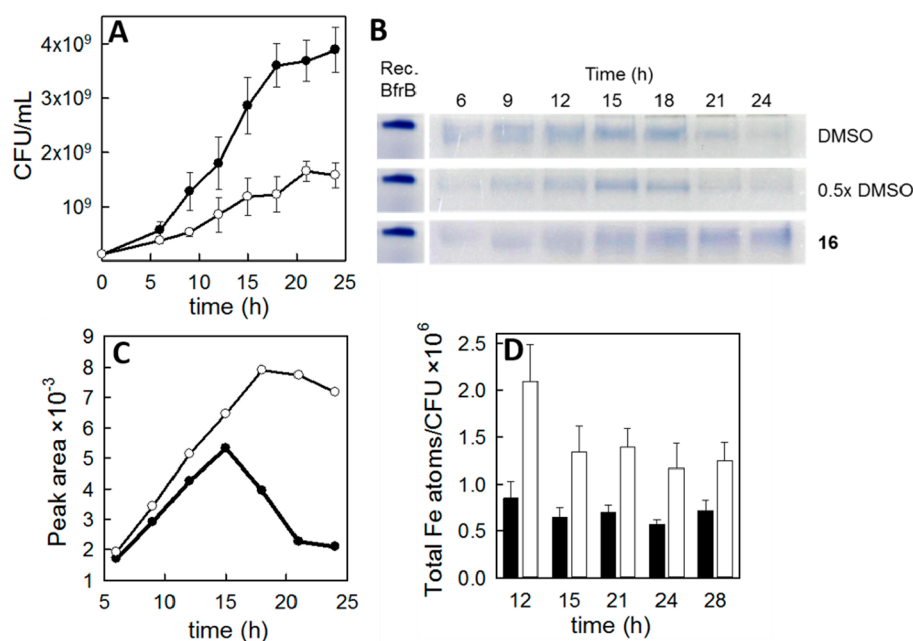 A
CFU/mL
4x10⁹
3x10⁹
2x10⁹
10⁹
0 5 10 15 20 25
time (h)
B
Rec.
BfrB
Time (h)
6 9 12 15 18 21 24
DMSO
0.5x DMSO
16
C
Peak area ×10⁻³
9
8
7
6
5
4
3
2
1
5 10 15 20 25
time (h)
D
Total Fe atoms/CFU ×10⁶
2.5
2.0
1.5
1.0
0.5
0.0
12 15 21 24 28
time (h)